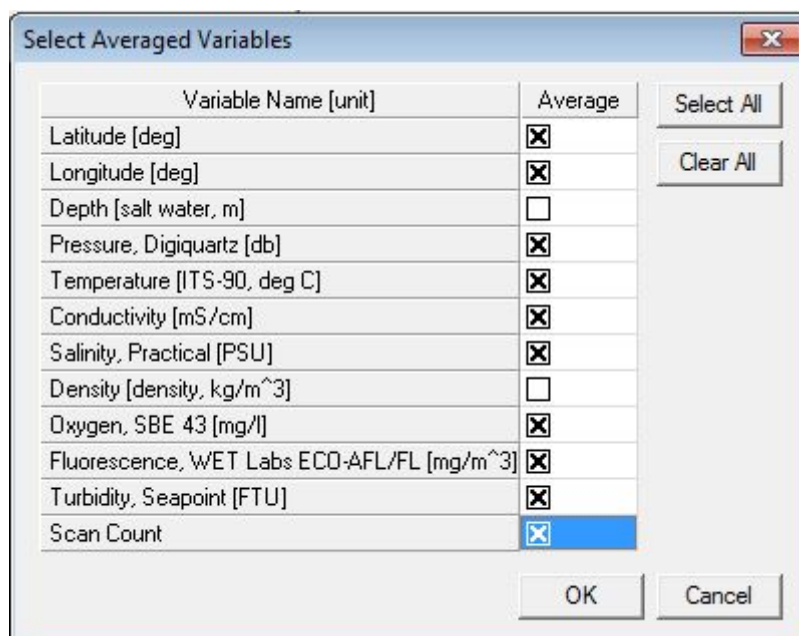 Select Averaged Variables
Variable Name [unit] Average Select All
Latitude [deg]
Longitude [deg] Clear All
Depth [salt water, m]
Pressure, Digiquartz [db]
Temperature [ITS-90, deg C]
Conductivity [mS/cm]
Salinity, Practical [PSU]
Density [density, kg/m^3]
Oxygen, SBE 43 [mg/l]
Fluorescence, WET Labs ECO-AFL/FL [mg/m^3]
Turbidity, Seapoint [FTU]
Scan Count
OK Cancel